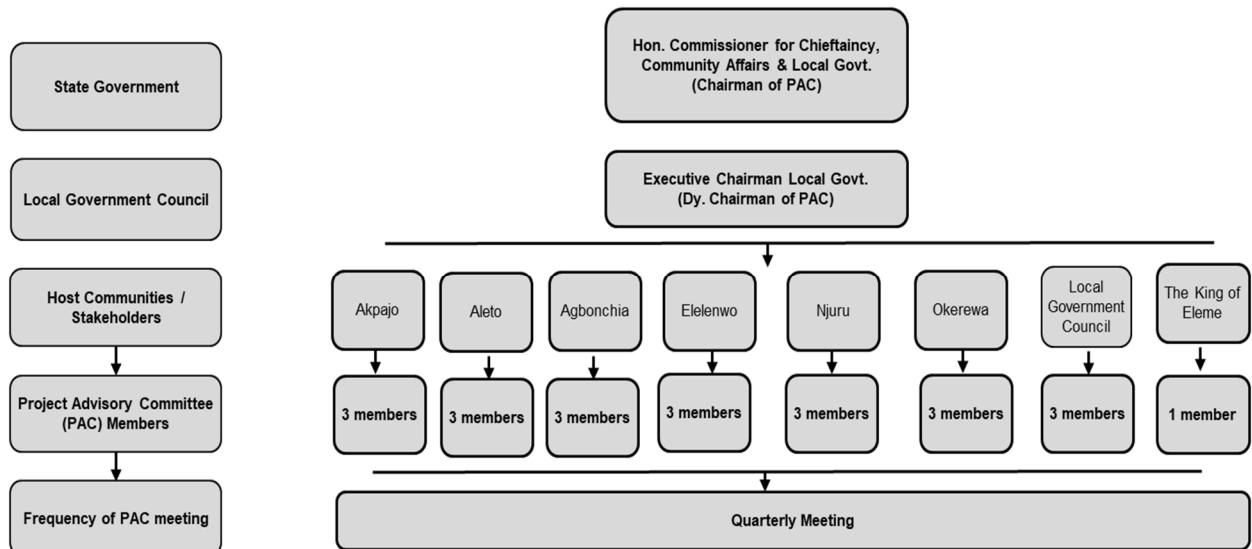 Hon. Commissioner for Chieftaincy,
Community Affairs & Local Govt.
(Chairman of PAC)
State Government
Executive Chairman Local Govt.
(Dy. Chairman of PAC)
Local Government Council
Host Communities /
Stakeholders
Akpajo
Aleto
Agbonchia
Elelenwo
Njuru
Okerewa
Local
Government
Council
The King of
Eleme
Project Advisory Committee
(PAC) Members
3 members
3 members
3 members
3 members
3 members
3 members
3 members
1 member
Frequency of PAC meeting
Quarterly Meeting